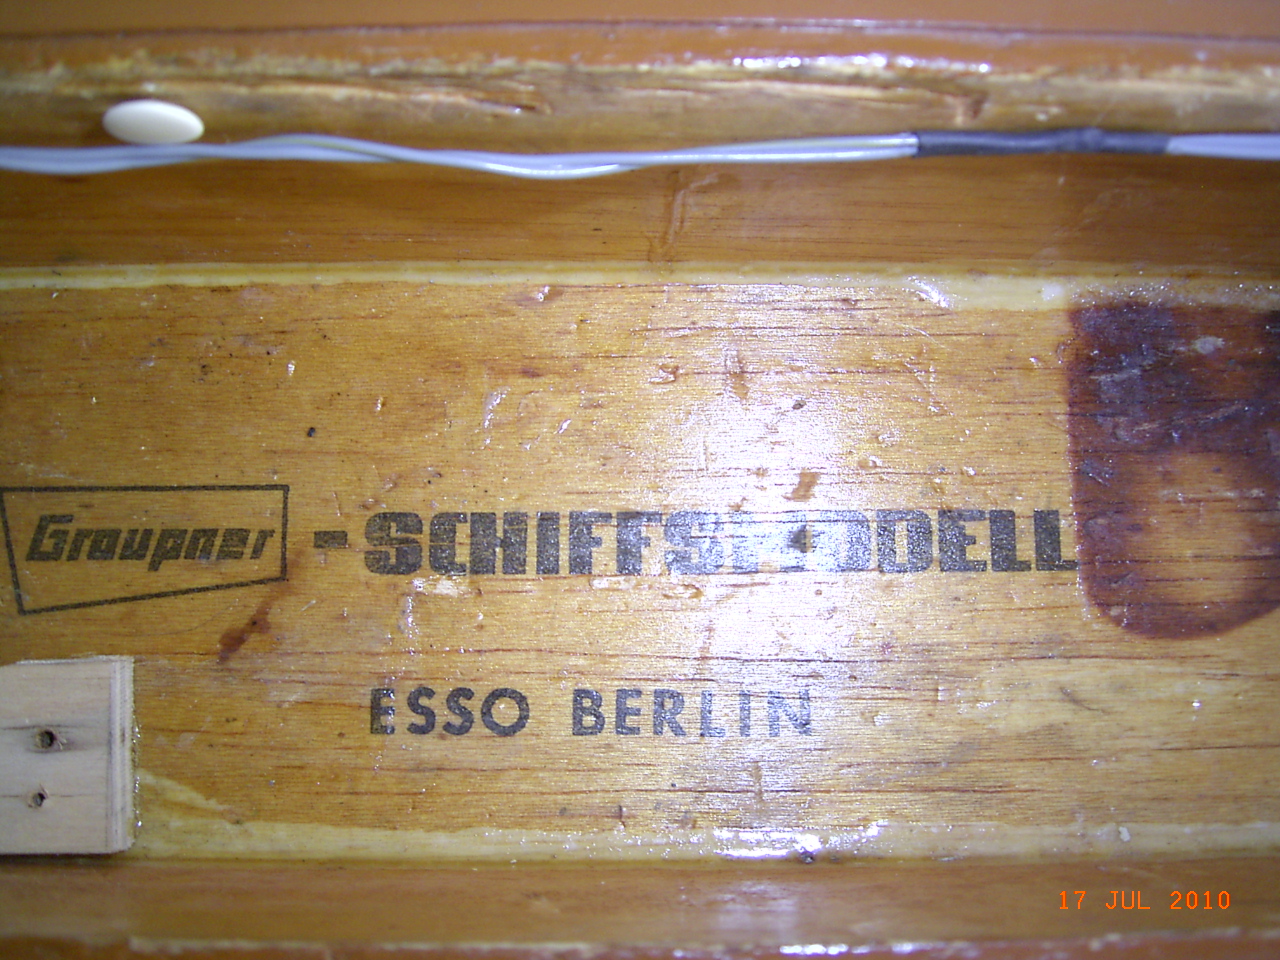 Graupner - SCHIFFSMODELL
ESSO BERLIN
17 JUL 2010